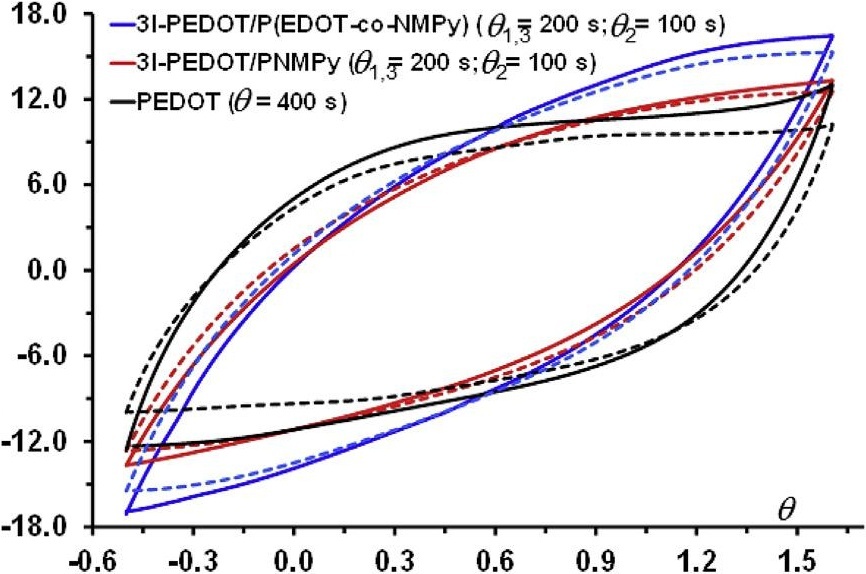 18.0
12.0
6.0
0.0
-6.0
-12.0
-18.0
3l-PEDOT/P(EDOT-co-NMPy) (θ1,3= 200 s;θ2= 100 s)
3l-PEDOT/PNMPy (θ1,3= 200 s;θ2= 100 s)
PEDOT (θ = 400 s)
θ
-0.6 -0.3 0.0 0.3 0.6 0.9 1.2 1.5